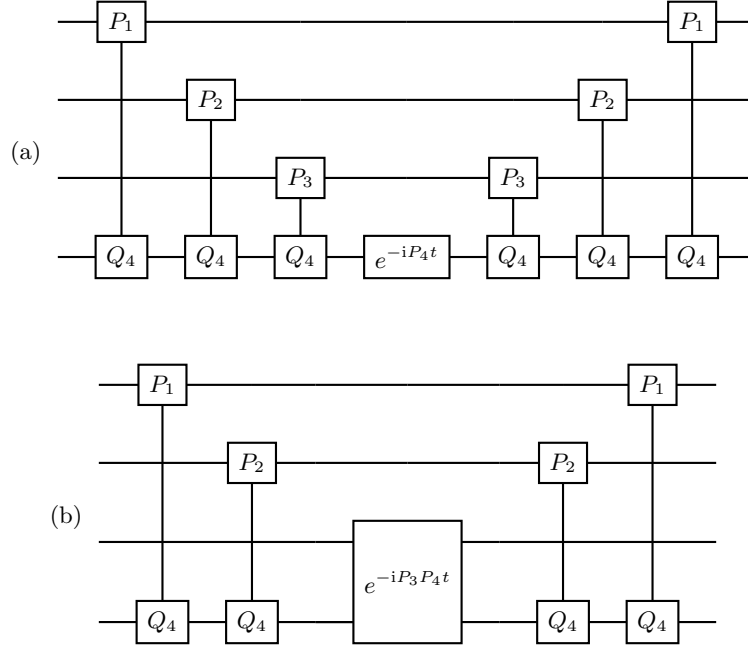 P₁ P₁
P₂ P₂
(a)
P₃ P₃
Q₄ Q₄ Q₄ e^{-iP₄t} Q₄ Q₄ Q₄
P₁ P₁
P₂ P₂
(b)
e^{-iP₃P₄t}
Q₄ Q₄ Q₄ Q₄